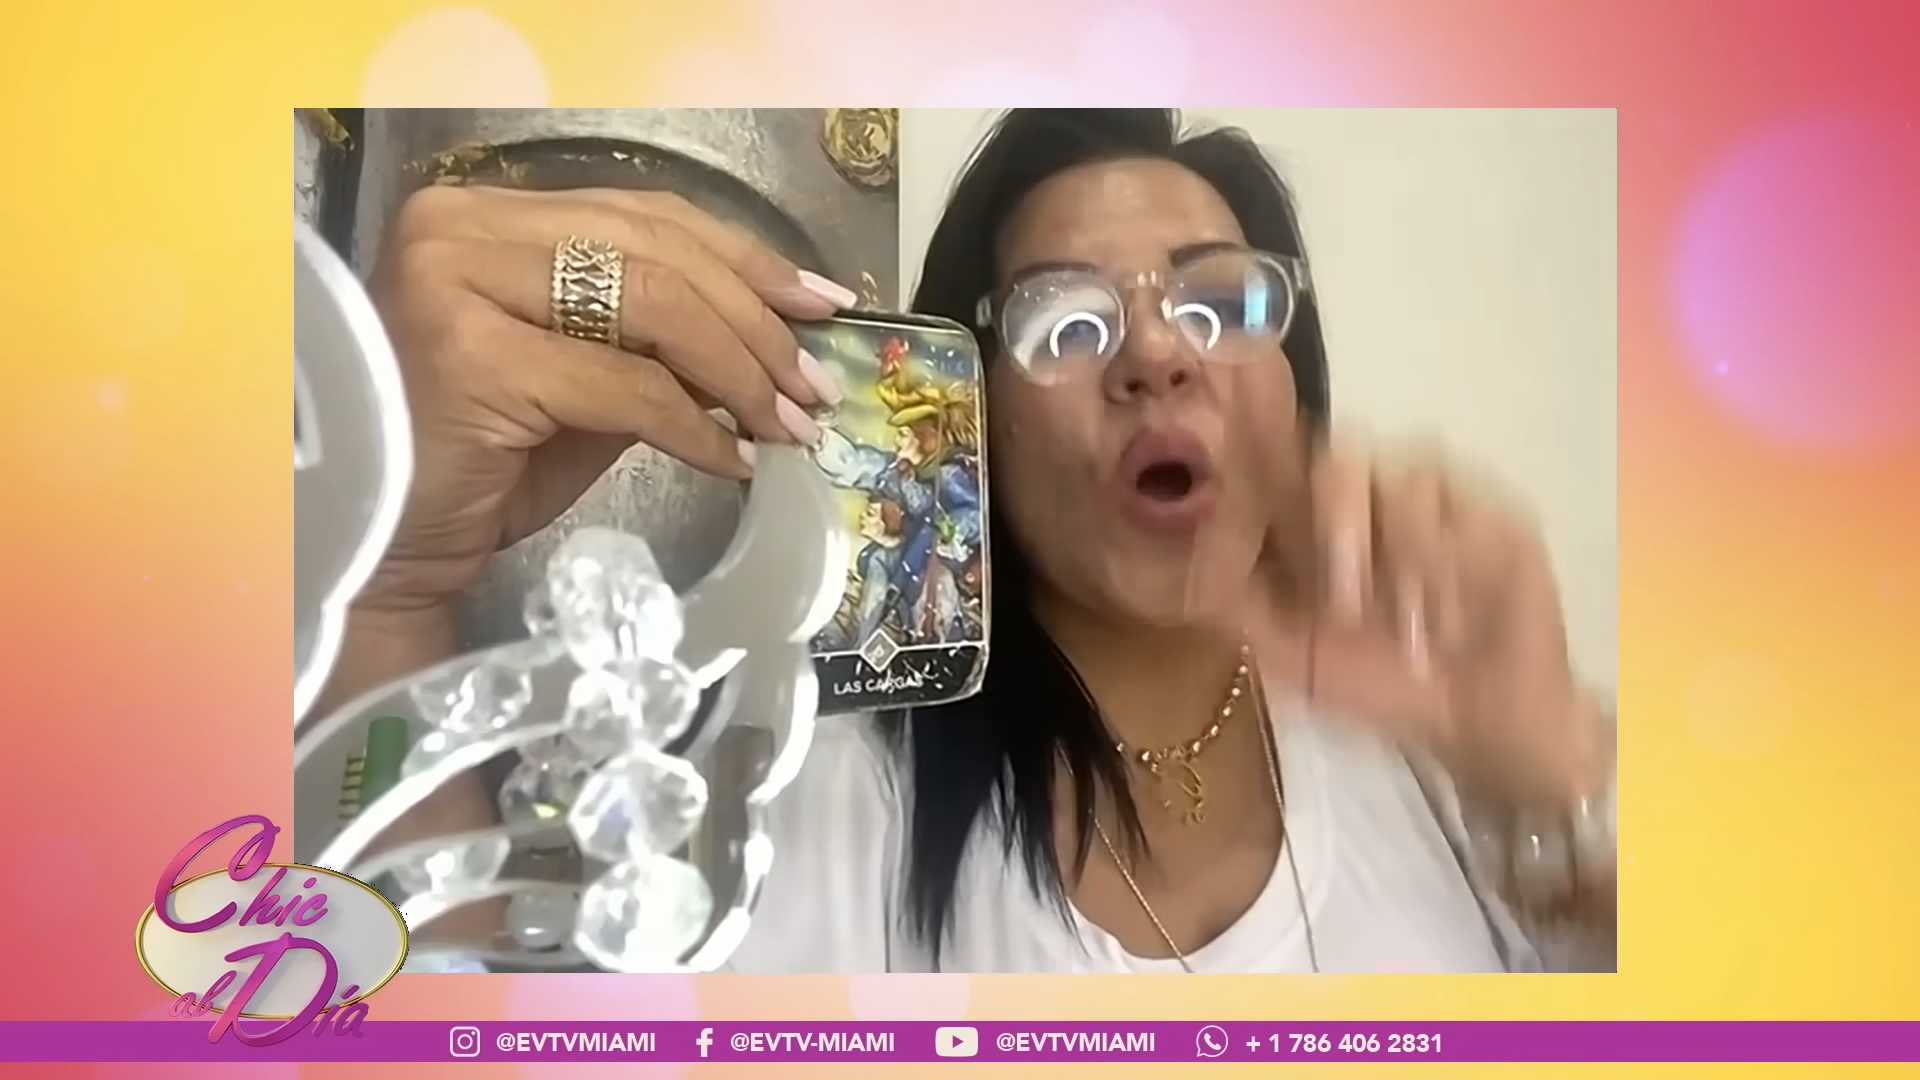 LAS CARGAS
Chic
al Día
@EVTVMIAMI
@EVTV-MIAMI
@EVTVMIAMI
+ 1 786 406 2831